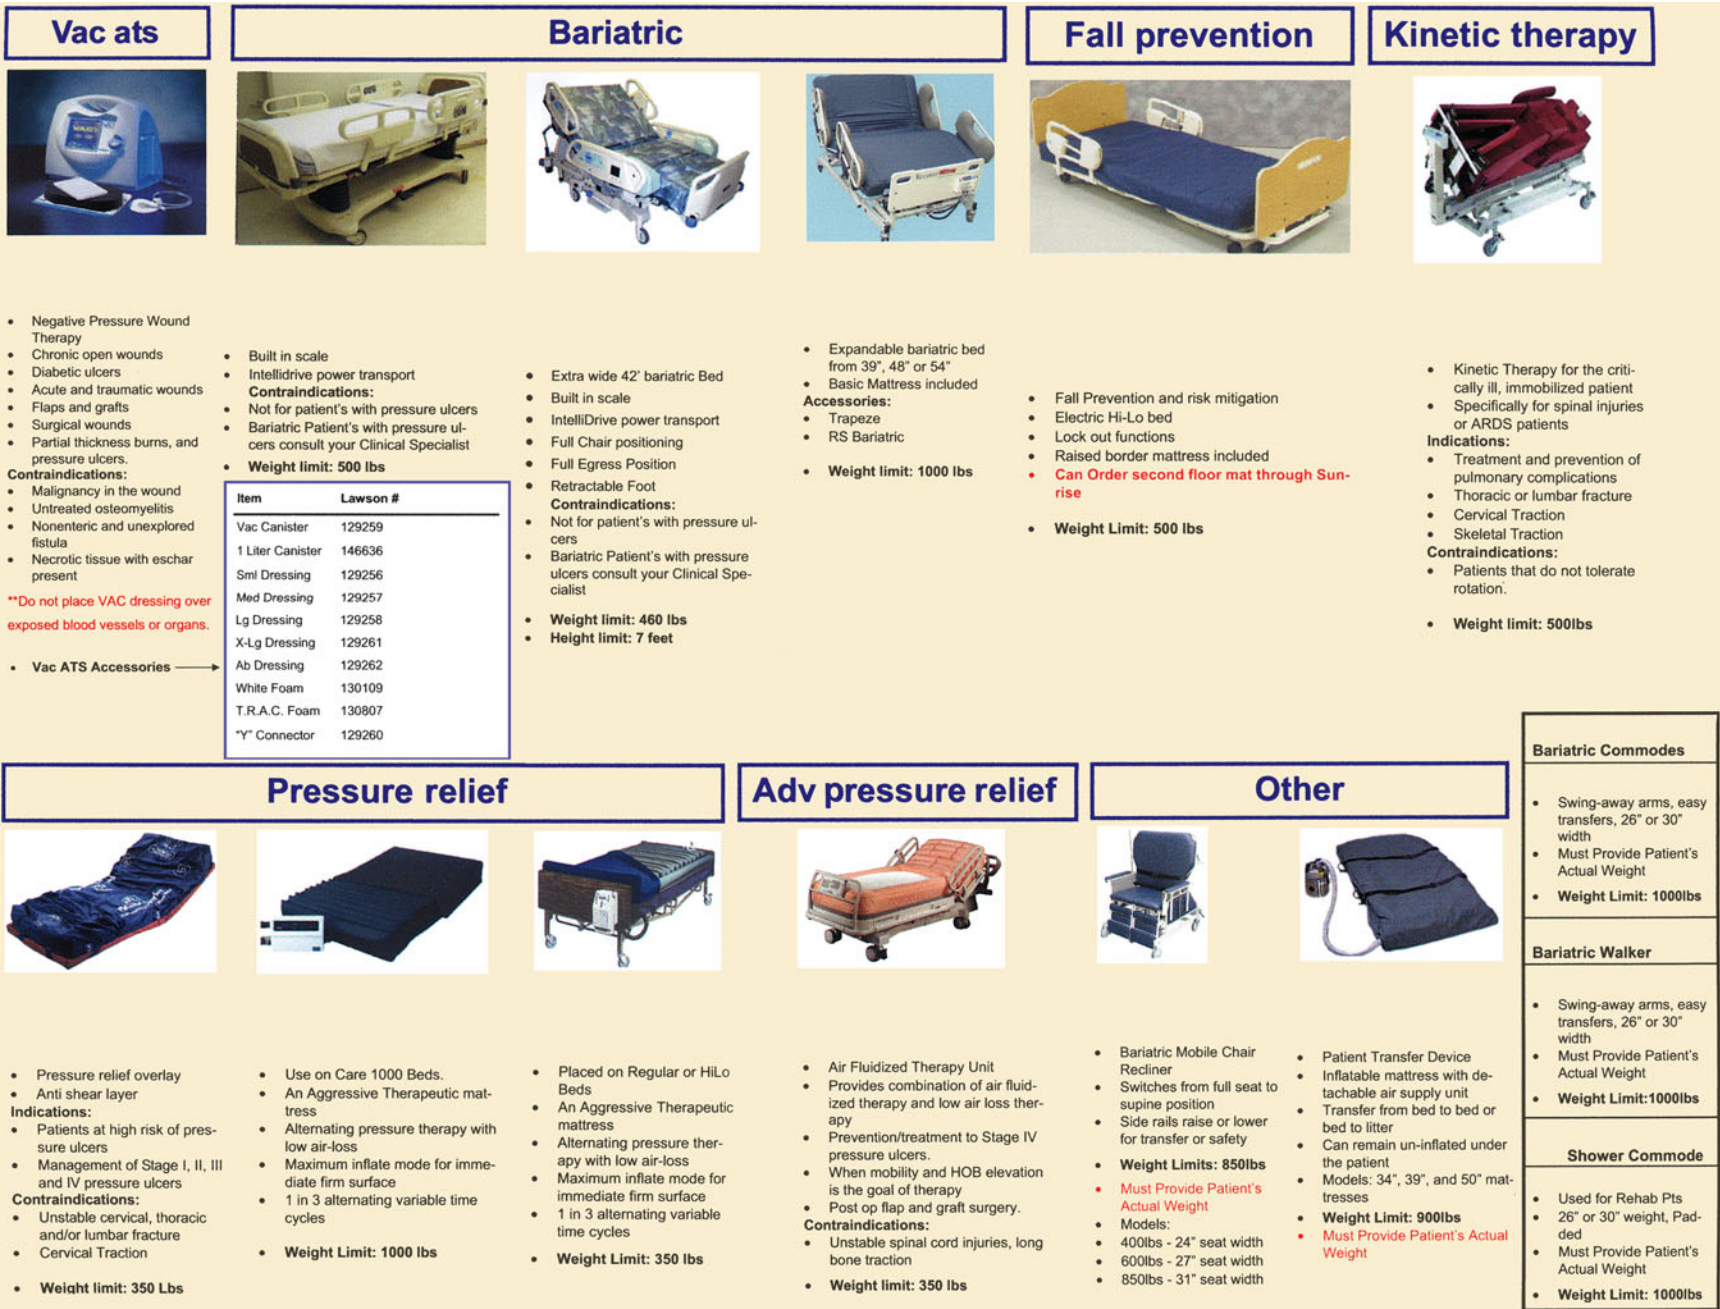 Vac ats
Bariatric
Fall prevention
Kinetic therapy
• Negative Pressure Wound
Therapy
• Chronic open wounds
• Diabetic ulcers
• Acute and traumatic wounds
• Flaps and grafts
• Surgical wounds
• Partial thickness burns, and
pressure ulcers.
Contraindications:
• Malignancy in the wound
• Untreated osteomyelitis
• Nonenteric and unexplored
fistula
• Necrotic tissue with eschar
present
**Do not place VAC dressing over
exposed blood vessels or organs.
• Vac ATS Accessories
• Built in scale
• Intellidrive power transport
Contraindications:
• Not for patient's with pressure ulcers
• Bariatric Patient's with pressure ul-
cers consult your Clinical Specialist
• Weight limit: 500 lbs
Item Lawson #
Vac Canister 129259
1 Liter Canister 146636
Sml Dressing 129256
Med Dressing 129257
Lg Dressing 129258
X-Lg Dressing 129261
Ab Dressing 129262
White Foam 130109
T.R.A.C. Foam 130807
"Y" Connector 129260
• Extra wide 42' bariatric Bed
• Built in scale
• IntelliDrive power transport
• Full Chair positioning
• Full Egress Position
• Retractable Foot
Contraindications:
• Not for patient's with pressure ul-
cers
• Bariatric Patient's with pressure
ulcers consult your Clinical Spe-
cialist
• Weight limit: 460 lbs
• Height limit: 7 feet
• Expandable bariatric bed
from 39", 48" or 54"
• Basic Mattress included
Accessories:
• Trapeze
• RS Bariatric
• Weight limit: 1000 lbs
• Fall Prevention and risk mitigation
• Electric Hi-Lo bed
• Lock out functions
• Raised border mattress included
• Can Order second floor mat through Sun-
rise
• Weight Limit: 500 lbs
• Kinetic Therapy for the criti-
cally ill, immobilized patient
• Specifically for spinal injuries
or ARDS patients
Indications:
• Treatment and prevention of
pulmonary complications
• Thoracic or lumbar fracture
• Cervical Traction
• Skeletal Traction
Contraindications:
• Patients that do not tolerate
rotation.
• Weight limit: 500lbs
Pressure relief
Adv pressure relief
Other
• Pressure relief overlay
• Anti shear layer
Indications:
• Patients at high risk of pres-
sure ulcers
• Management of Stage I, II, III
and IV pressure ulcers
Contraindications:
• Unstable cervical, thoracic
and/or lumbar fracture
• Cervical Traction
• Weight limit: 350 Lbs
• Use on Care 1000 Beds.
• An Aggressive Therapeutic mat-
tress
• Alternating pressure therapy with
low air-loss
• Maximum inflate mode for imme-
diate firm surface
• 1 in 3 alternating variable time
cycles
• Weight Limit: 1000 lbs
• Placed on Regular or HiLo
Beds
• An Aggressive Therapeutic
mattress
• Alternating pressure ther-
apy with low air-loss
• Maximum inflate mode for
immediate firm surface
• 1 in 3 alternating variable
time cycles
• Weight Limit: 350 lbs
• Air Fluidized Therapy Unit
• Provides combination of air fluid-
ized therapy and low air loss ther-
apy
• Prevention/treatment to Stage IV
pressure ulcers.
• When mobility and HOB elevation
is the goal of therapy
• Post op flap and graft surgery.
Contraindications:
• Unstable spinal cord injuries, long
bone traction
• Weight limit: 350 lbs
• Bariatric Mobile Chair
Recliner
• Switches from full seat to
supine position
• Side rails raise or lower
for transfer or safety
• Weight Limits: 850lbs
• Must Provide Patient's
Actual Weight
• Models:
• 400lbs - 24" seat width
• 600lbs - 27" seat width
• 850lbs - 31" seat width
• Patient Transfer Device
• Inflatable mattress with de-
tachable air supply unit
• Transfer from bed to bed or
bed to litter
• Can remain un-inflated under
the patient
• Models: 34", 39", and 50" mat-
tresses
• Weight Limit: 900lbs
• Must Provide Patient's Actual
Weight
Bariatric Commodes
• Swing-away arms, easy
transfers, 26" or 30"
width
• Must Provide Patient's
Actual Weight
• Weight Limit: 1000lbs
Bariatric Walker
• Swing-away arms, easy
transfers, 26" or 30"
width
• Must Provide Patient's
Actual Weight
• Weight Limit:1000lbs
Shower Commode
• Used for Rehab Pts
• 26" or 30" weight, Pad-
ded
• Must Provide Patient's
Actual Weight
• Weight Limit: 1000lbs